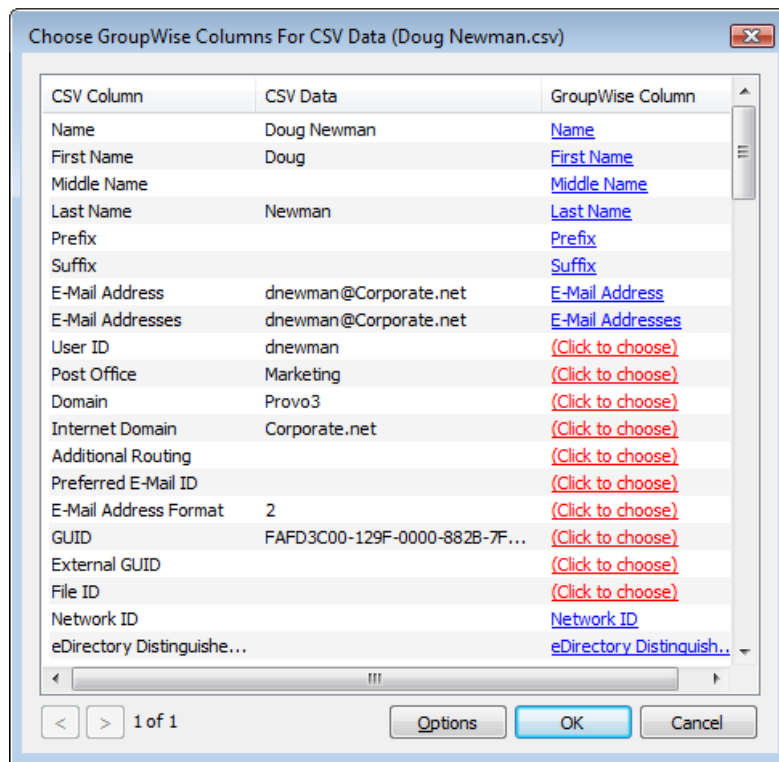 Choose GroupWise Columns For CSV Data (Doug Newman.csv)
CSV Column CSV Data GroupWise Column
Name Doug Newman Name
First Name Doug First Name
Middle Name Middle Name
Last Name Newman Last Name
Prefix Prefix
Suffix Suffix
E-Mail Address dnewman@Corporate.net E-Mail Address
E-Mail Addresses dnewman@Corporate.net E-Mail Addresses
User ID dnewman (Click to choose)
Post Office Marketing (Click to choose)
Domain Provo3 (Click to choose)
Internet Domain Corporate.net (Click to choose)
Additional Routing (Click to choose)
Preferred E-Mail ID (Click to choose)
E-Mail Address Format 2 (Click to choose)
GUID FAFD3C00-129F-0000-882B-7F... (Click to choose)
External GUID (Click to choose)
File ID (Click to choose)
Network ID Network ID
eDirectory Distinguishe... eDirectory Distinguish..
< > 1 of 1 Options OK Cancel